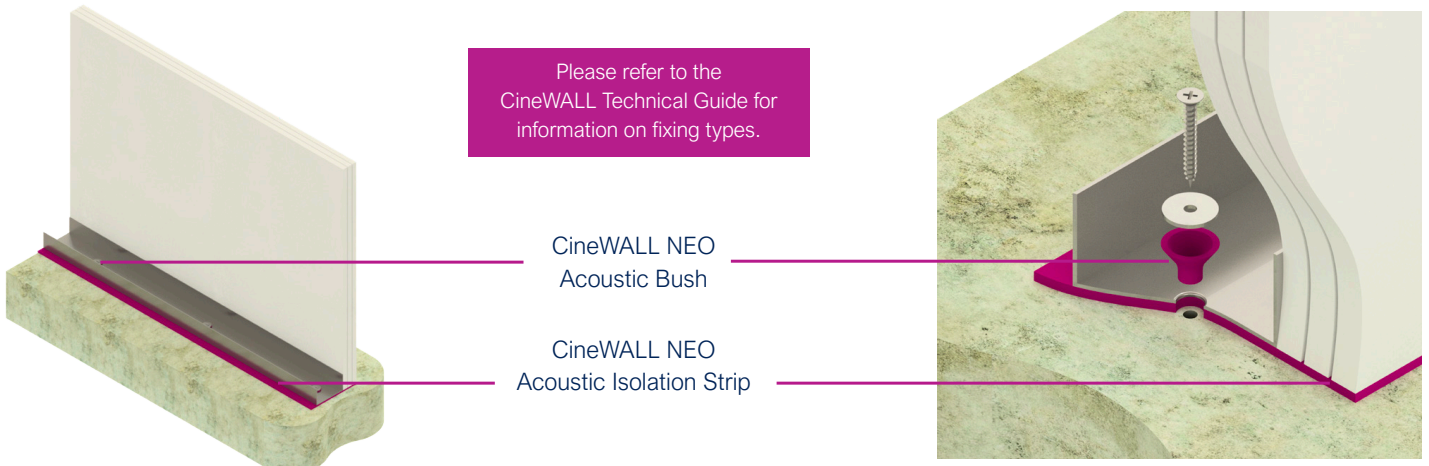 Please refer to the
CineWALL Technical Guide for
information on fixing types.
CineWALL NEO
Acoustic Bush
CineWALL NEO
Acoustic Isolation Strip